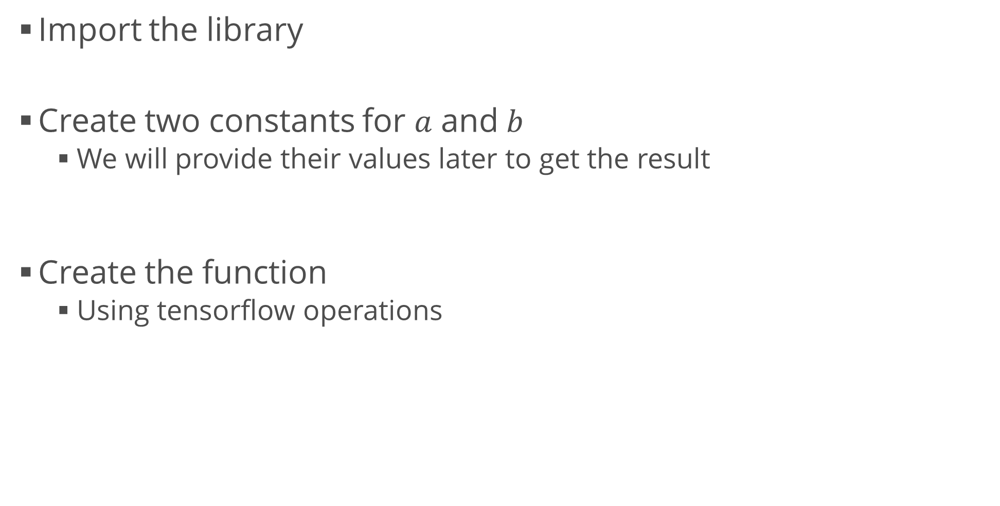 ▪ Import the library
▪ Create two constants for a and b
▪ We will provide their values later to get the result
▪ Create the function
▪ Using tensorflow operations